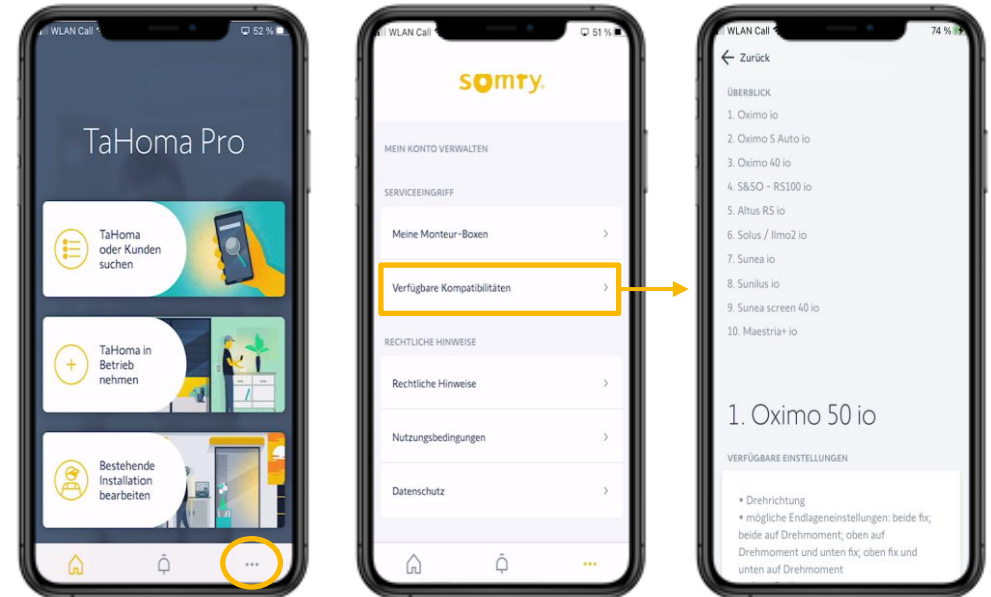 WLAN Call
52 %
TaHoma Pro
TaHoma
oder Kunden
suchen
TaHoma in
Betrieb
nehmen
Bestehende
Installation
bearbeiten
WLAN Call
51 %
somfy.
MEIN KONTO VERWALTEN
SERVICEEINGRIFF
Meine Monteur-Boxen
Verfügbare Kompatibilitäten
RECHTLICHE HINWEISE
Rechtliche Hinweise
Nutzungsbedingungen
Datenschutz
WLAN Call
74 %
Zurück
ÜBERBLICK
1. Oximo io
2. Oximo S Auto io
3. Oximo 40 io
4. S&SO - RS100 io
5. Altus RS io
6. Solus / Ilmo2 io
7. Sunea io
8. Sunilus io
9. Sunea screen 40 io
10. Maestria+ io
1. Oximo 50 io
VERFÜGBARE EINSTELLUNGEN
• Drehrichtung
• mögliche Endlageneinstellungen: beide fix;
beide auf Drehmoment; oben auf
Drehmoment und unten fix; oben fix und
unten auf Drehmoment